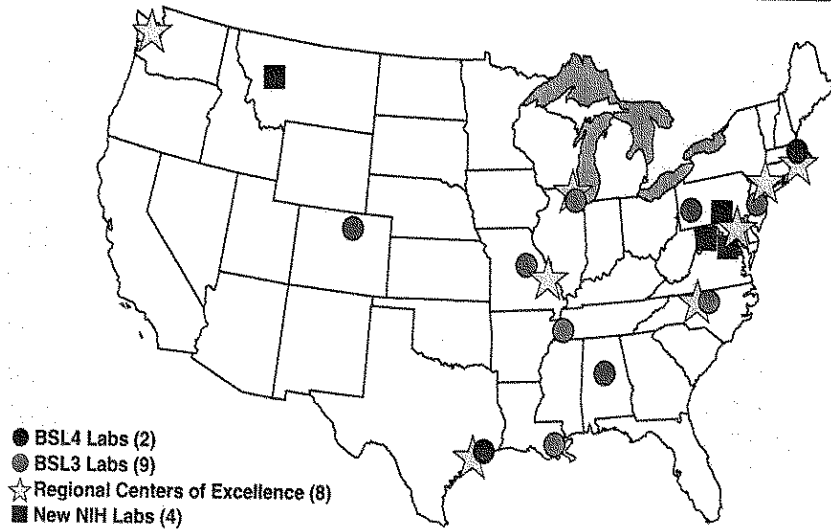 BSL4 Labs (2)
BSL3 Labs (9)
Regional Centers of Excellence (8)
New NIH Labs (4)